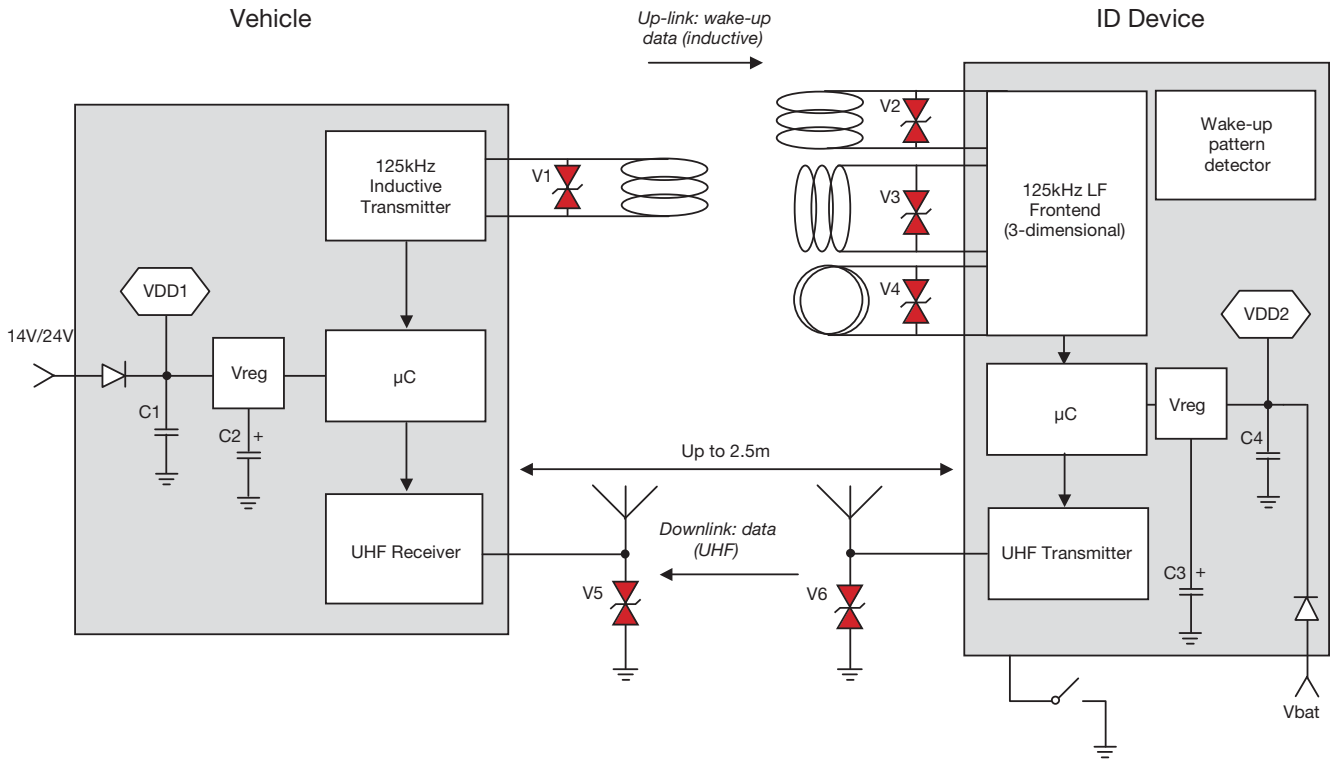 Vehicle
Up-link: wake-up
data (inductive)
ID Device
125kHz
Inductive
Transmitter
V1
V2
V3
V4
125kHz LF
Frontend
(3-dimensional)
Wake-up
pattern
detector
VDD1
14V/24V
Vreg
µC
C1
C2
+
VDD2
µC
Vreg
C4
Up to 2.5m
UHF Receiver
Downlink: data
(UHF)
V5
V6
UHF Transmitter
C3
+
Vbat